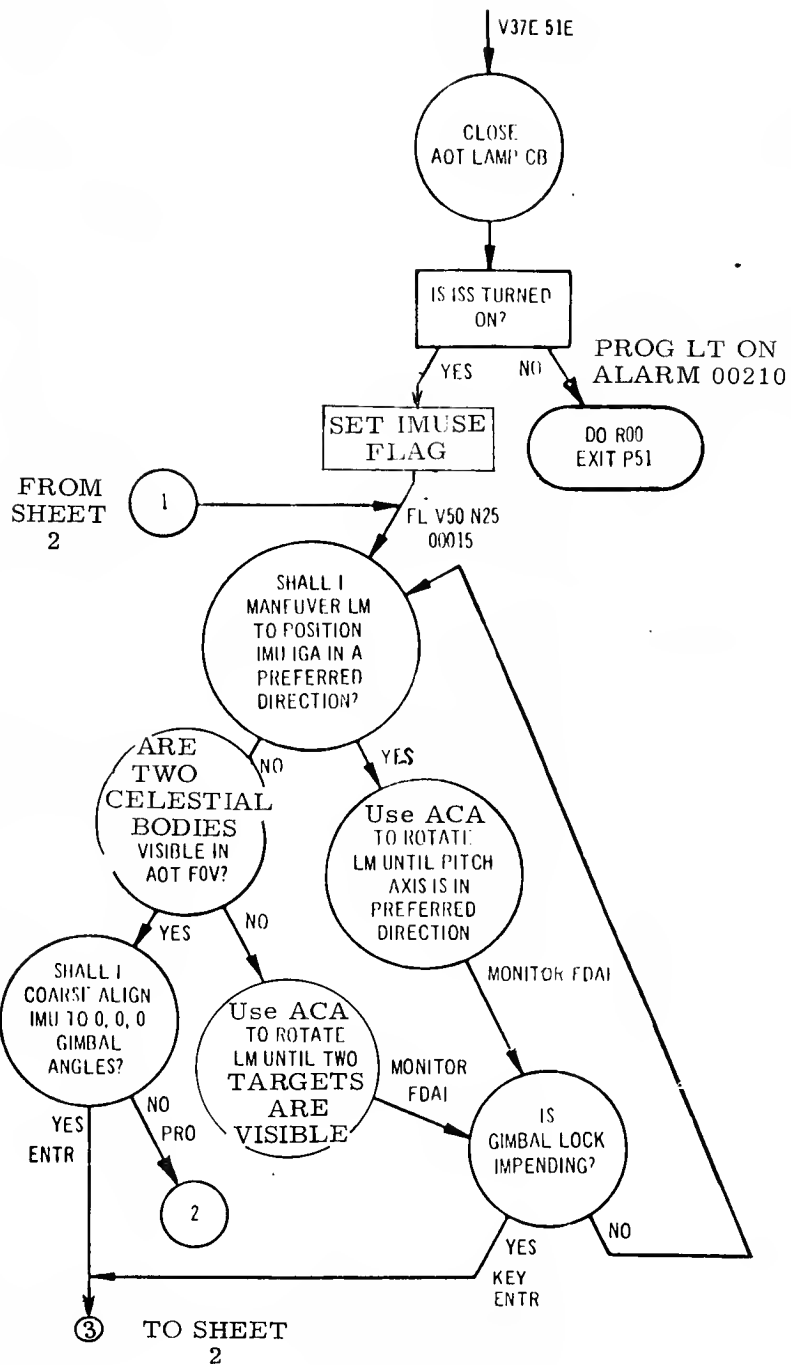 V37E 51E
CLOSE
AOT LAMP CB
IS ISS TURNED
ON?
YES
NO
PROG LT ON
ALARM 00210
SET IMUSE
FLAG
DO R00
EXIT P51
FROM
SHEET
2
1
FL V50 N25
00015
SHALL I
MANEUVER LM
TO POSITION
IMU IGA IN A
PREFERRED
DIRECTION?
NO
YES
ARE
TWO
CELESTIAL
BODIES
VISIBLE IN
AOT FOV?
Use ACA
TO ROTATE
LM UNTIL PITCH
AXIS IS IN
PREFERRED
DIRECTION
YES
NO
MONITOR FDAI
SHALL I
COARSE ALIGN
IMU TO 0, 0, 0
GIMBAL
ANGLES?
Use ACA
TO ROTATE
LM UNTIL TWO
TARGETS
ARE
VISIBLE
MONITOR
FDAI
IS
GIMBAL LOCK
IMPENDING?
YES
ENTR
NO
PRO
2
YES
KEY
ENTR
NO
3
TO SHEET
2